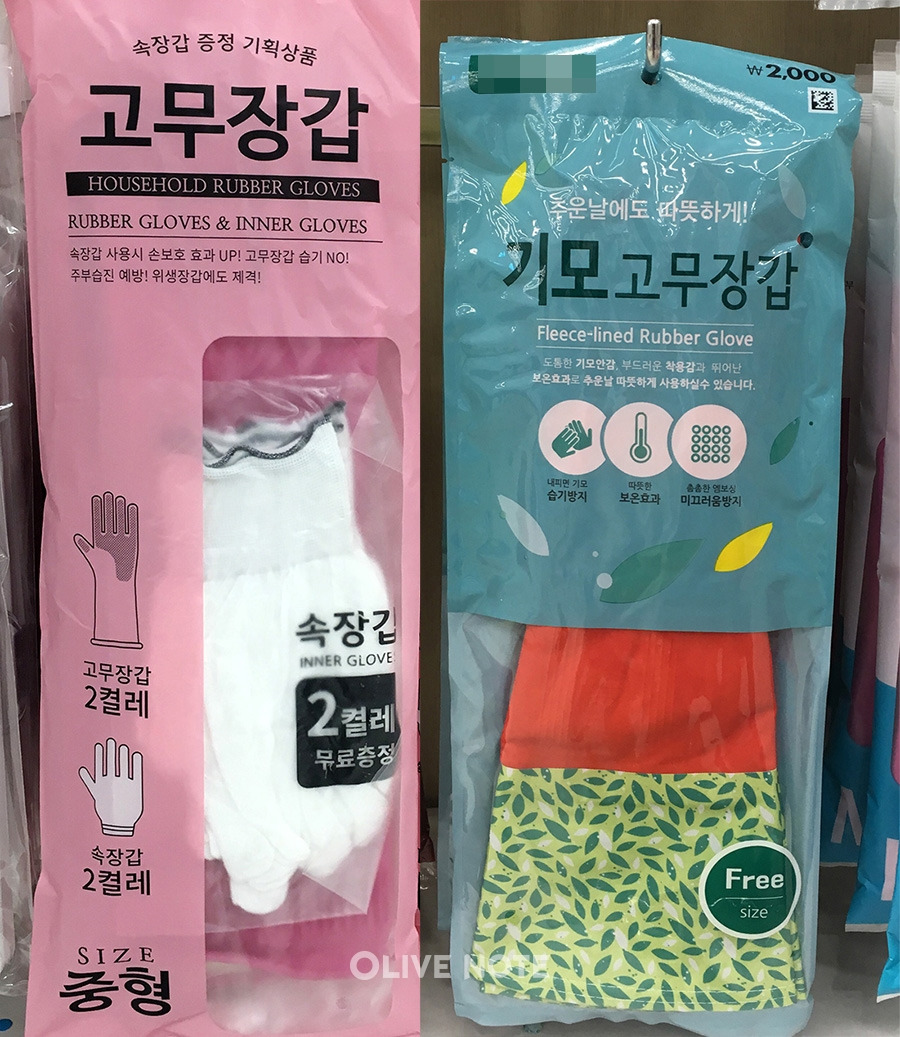 속장갑 증정 기획상품
고무장갑
HOUSEHOLD RUBBER GLOVES
RUBBER GLOVES & INNER GLOVES
속장갑 사용시 손보호 효과 UP! 고무장갑 습기 NO!
주부습진 예방! 위생장갑에도 제격!
속장갑
INNER GLOVES
2켤레
무료증정
고무장갑
2켤레
속장갑
2켤레
SIZE
중형
₩2,000
추운날에도 따뜻하게!
기모고무장갑
Fleece-lined Rubber Glove
도톰한 기모안감, 부드러운 착용감과 뛰어난
보온효과로 추운날 따뜻하게 사용하실수 있습니다.
내피면 기모
습기방지
따뜻한
보온효과
촘촘한 엠보싱
미끄러움방지
Free
size
OLIVE NOTE